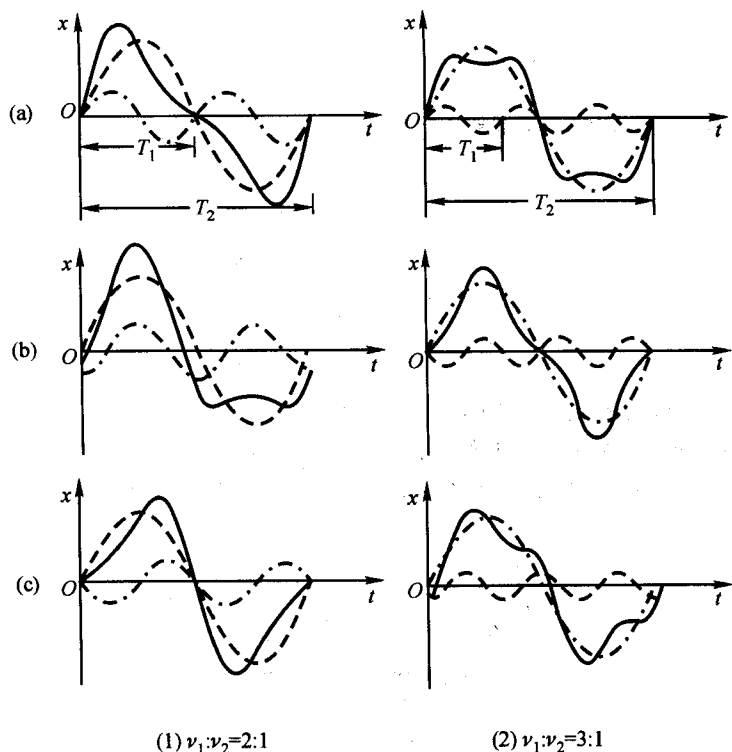 x x
(a) O t O t
T₁ T₁
T₂ T₂
x x
(b) O t O t
x x
(c) O t O t
(1) ν₁:ν₂=2:1 (2) ν₁:ν₂=3:1